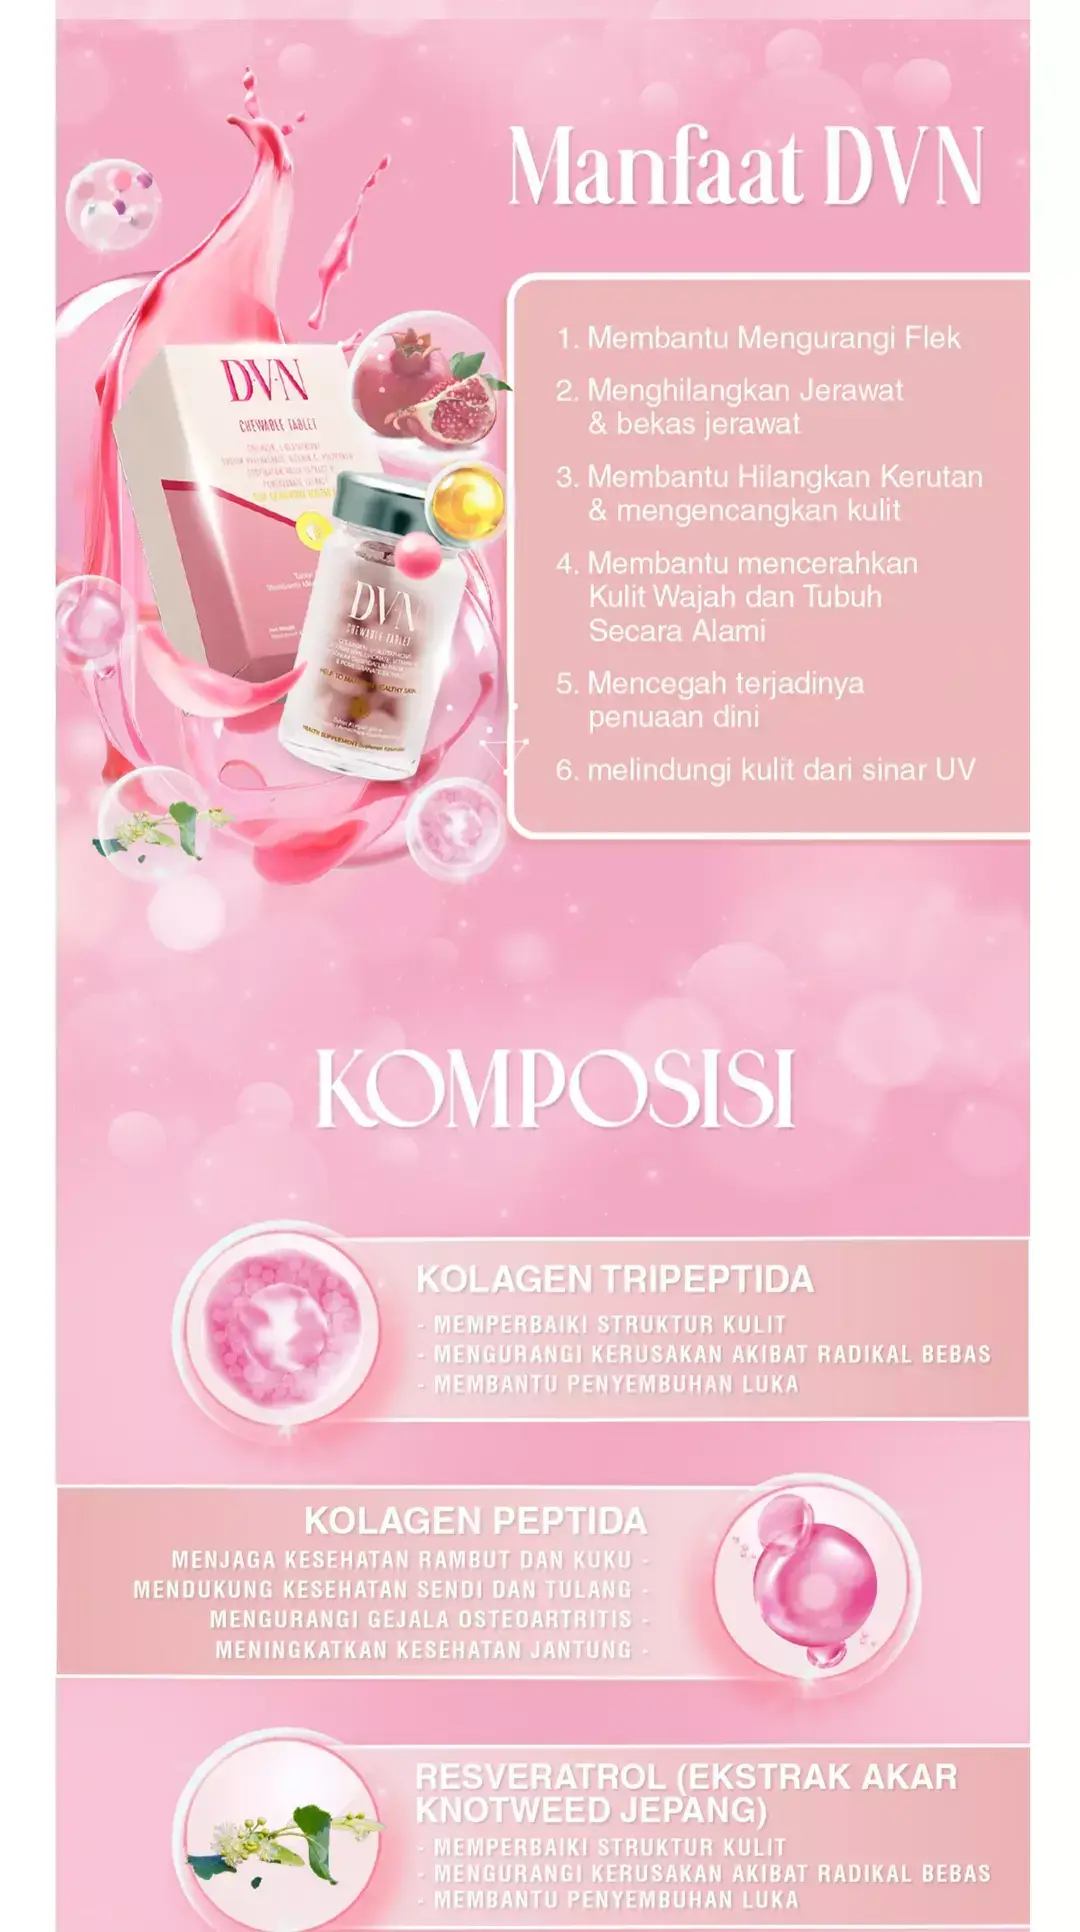 Manfaat DVN
DVN
CHEWABLE TABLET
1. Membantu Mengurangi Flek
2. Menghilangkan Jerawat
& bekas jerawat
3. Membantu Hilangkan Kerutan
& mengencangkan kulit
4. Membantu mencerahkan
Kulit Wajah dan Tubuh
Secara Alami
5. Mencegah terjadinya
penuaan dini
6. melindungi kulit dari sinar UV
DVN
CHEWABLE TABLET
HEALTH SUPPLEMENT
KOMPOSISI
KOLAGEN TRIPEPTIDA
- MEMPERBAIKI STRUKTUR KULIT
- MENGURANGI KERUSAKAN AKIBAT RADIKAL BEBAS
- MEMBANTU PENYEMBUHAN LUKA
KOLAGEN PEPTIDA
MENJAGA KESEHATAN RAMBUT DAN KUKU -
MENDUKUNG KESEHATAN SENDI DAN TULANG -
MENGURANGI GEJALA OSTEOARTRITIS -
MENINGKATKAN KESEHATAN JANTUNG -
RESVERATROL (EKSTRAK AKAR
KNOTWEED JEPANG)
- MEMPERBAIKI STRUKTUR KULIT
- MENGURANGI KERUSAKAN AKIBAT RADIKAL BEBAS
- MEMBANTU PENYEMBUHAN LUKA